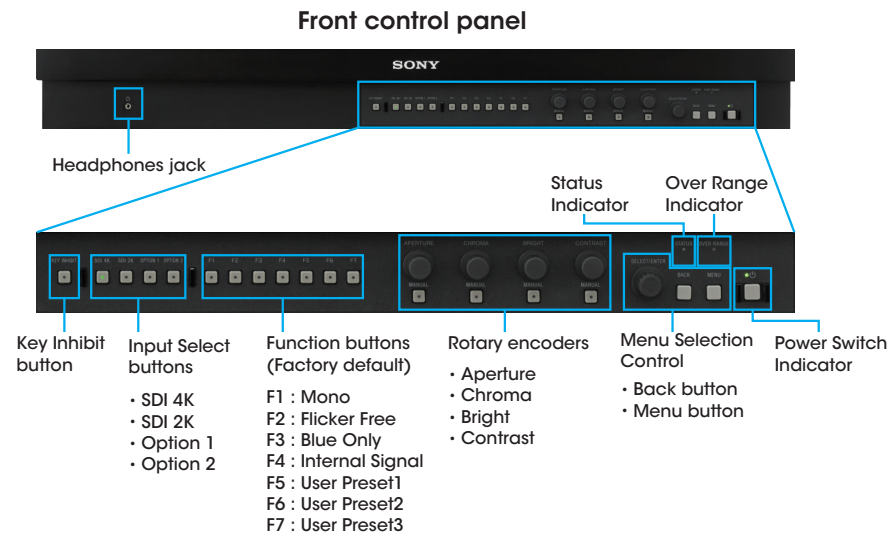 Front control panel
SONY
Headphones jack
Status
Indicator
Over Range
Indicator
KEY INHIBIT
SDI 4K SDI 2K OPTION 1 OPTION 2
F1 F2 F3 F4 F5 F6 F7
APERTURE CHROMA BRIGHT CONTRAST
MANUAL MANUAL MANUAL MANUAL
STATUS OVER RANGE
SELECT/ENTER
BACK MENU
Key Inhibit
button
Input Select
buttons
・SDI 4K
・SDI 2K
・Option 1
・Option 2
Function buttons
(Factory default)
F1 : Mono
F2 : Flicker Free
F3 : Blue Only
F4 : Internal Signal
F5 : User Preset1
F6 : User Preset2
F7 : User Preset3
Rotary encoders
・Aperture
・Chroma
・Bright
・Contrast
Menu Selection
Control
・Back button
・Menu button
Power Switch
Indicator